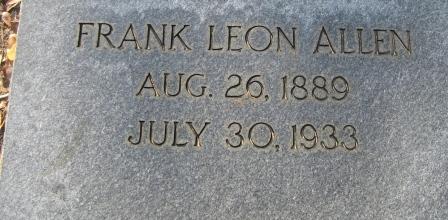 FRANK LEON ALLEN
AUG. 26, 1889
JULY 30, 1933